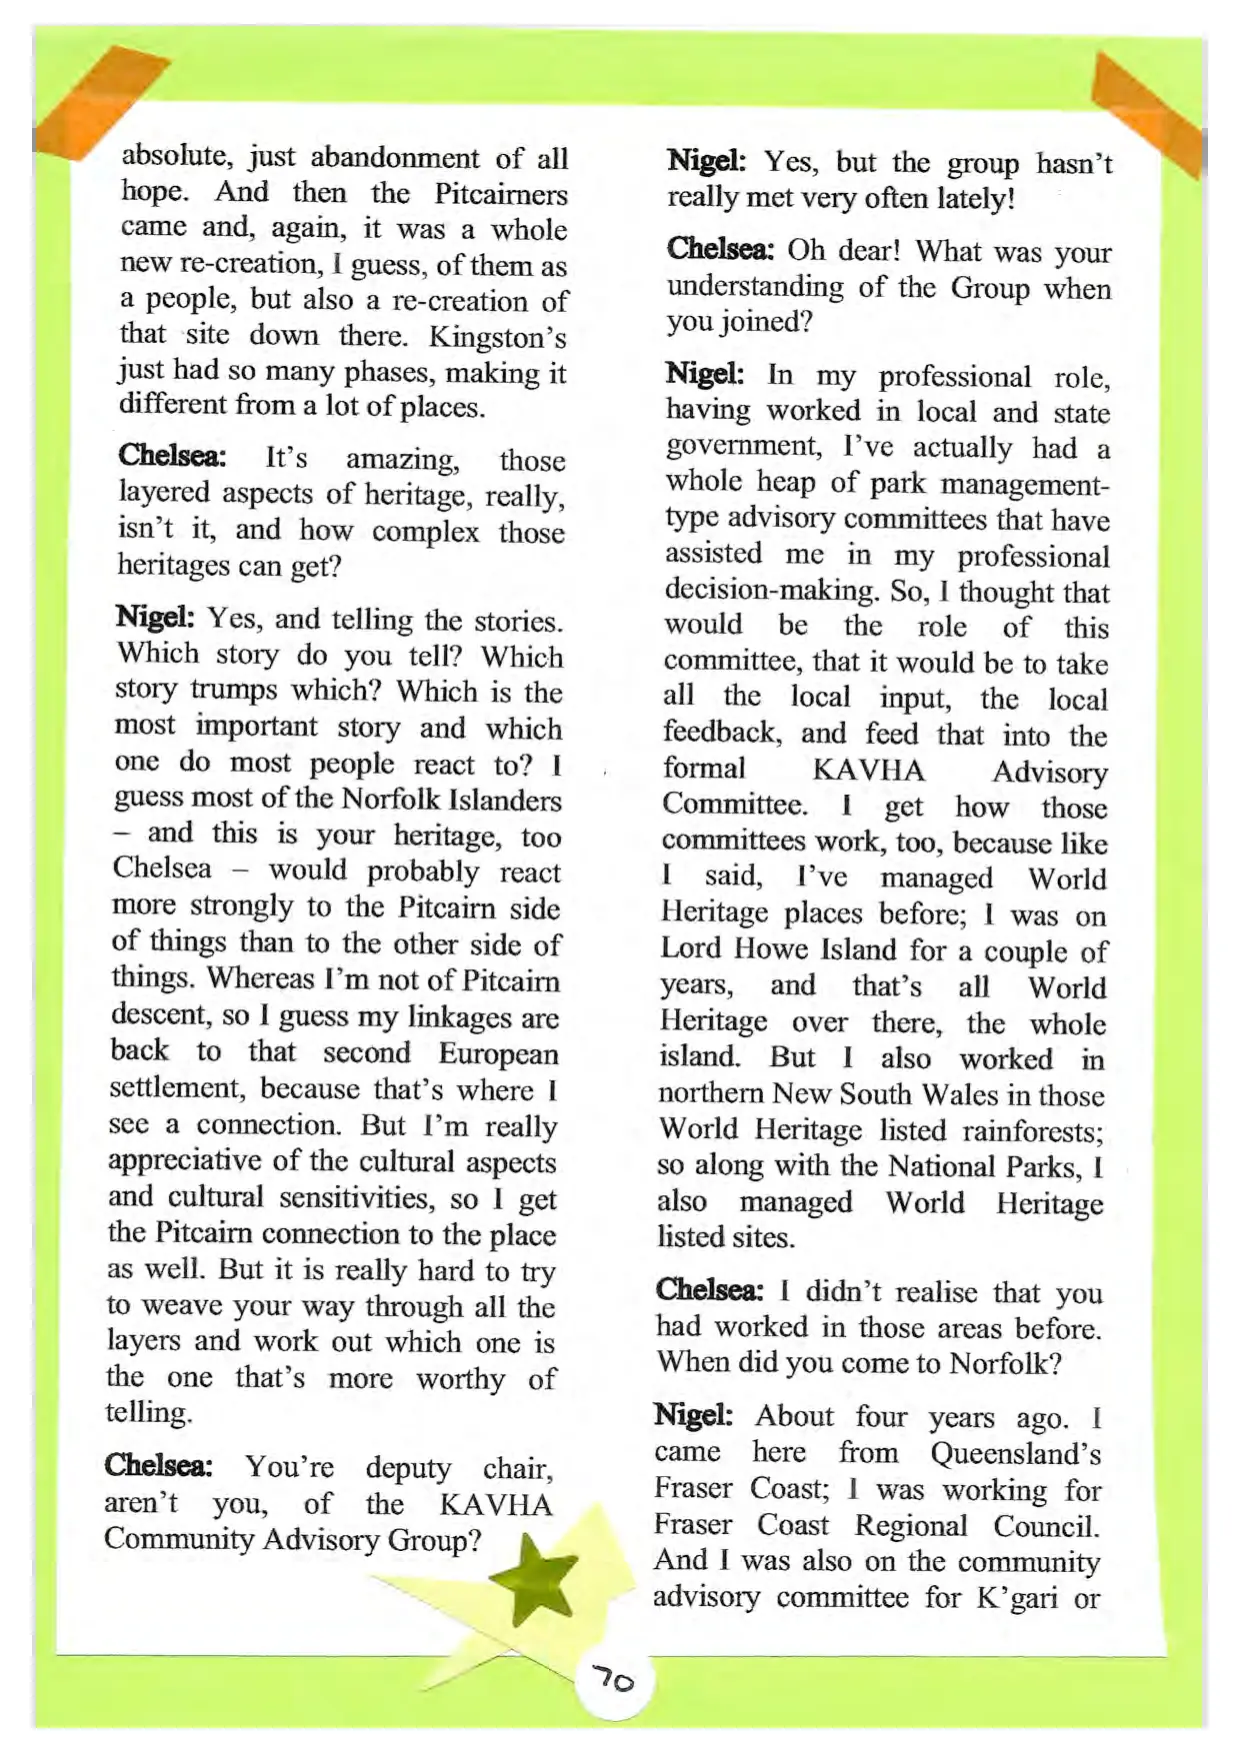 absolute, just abandonment of all
hope. And then the Pitcairners
came and, again, it was a whole
new re-creation, I guess, of them as
a people, but also a re-creation of
that site down there. Kingston's
just had so many phases, making it
different from a lot of places.
Chelsea: It's amazing, those
layered aspects of heritage, really,
isn't it, and how complex those
heritages can get?
Nigel: Yes, and telling the stories.
Which story do you tell? Which
story trumps which? Which is the
most important story and which
one do most people react to? I
guess most of the Norfolk Islanders
– and this is your heritage, too
Chelsea – would probably react
more strongly to the Pitcairn side
of things than to the other side of
things. Whereas I'm not of Pitcairn
descent, so I guess my linkages are
back to that second European
settlement, because that's where I
see a connection. But I'm really
appreciative of the cultural aspects
and cultural sensitivities, so I get
the Pitcairn connection to the place
as well. But it is really hard to try
to weave your way through all the
layers and work out which one is
the one that's more worthy of
telling.
Chelsea: You're deputy chair,
aren't you, of the KAVHA
Community Advisory Group?
Nigel: Yes, but the group hasn't
really met very often lately!
Chelsea: Oh dear! What was your
understanding of the Group when
you joined?
Nigel: In my professional role,
having worked in local and state
government, I've actually had a
whole heap of park management-
type advisory committees that have
assisted me in my professional
decision-making. So, I thought that
would be the role of this
committee, that it would be to take
all the local input, the local
feedback, and feed that into the
formal KAVHA Advisory
Committee. I get how those
committees work, too, because like
I said, I've managed World
Heritage places before; I was on
Lord Howe Island for a couple of
years, and that's all World
Heritage over there, the whole
island. But I also worked in
northern New South Wales in those
World Heritage listed rainforests;
so along with the National Parks, I
also managed World Heritage
listed sites.
Chelsea: I didn't realise that you
had worked in those areas before.
When did you come to Norfolk?
Nigel: About four years ago. I
came here from Queensland's
Fraser Coast; I was working for
Fraser Coast Regional Council.
And I was also on the community
advisory committee for K'gari or
70